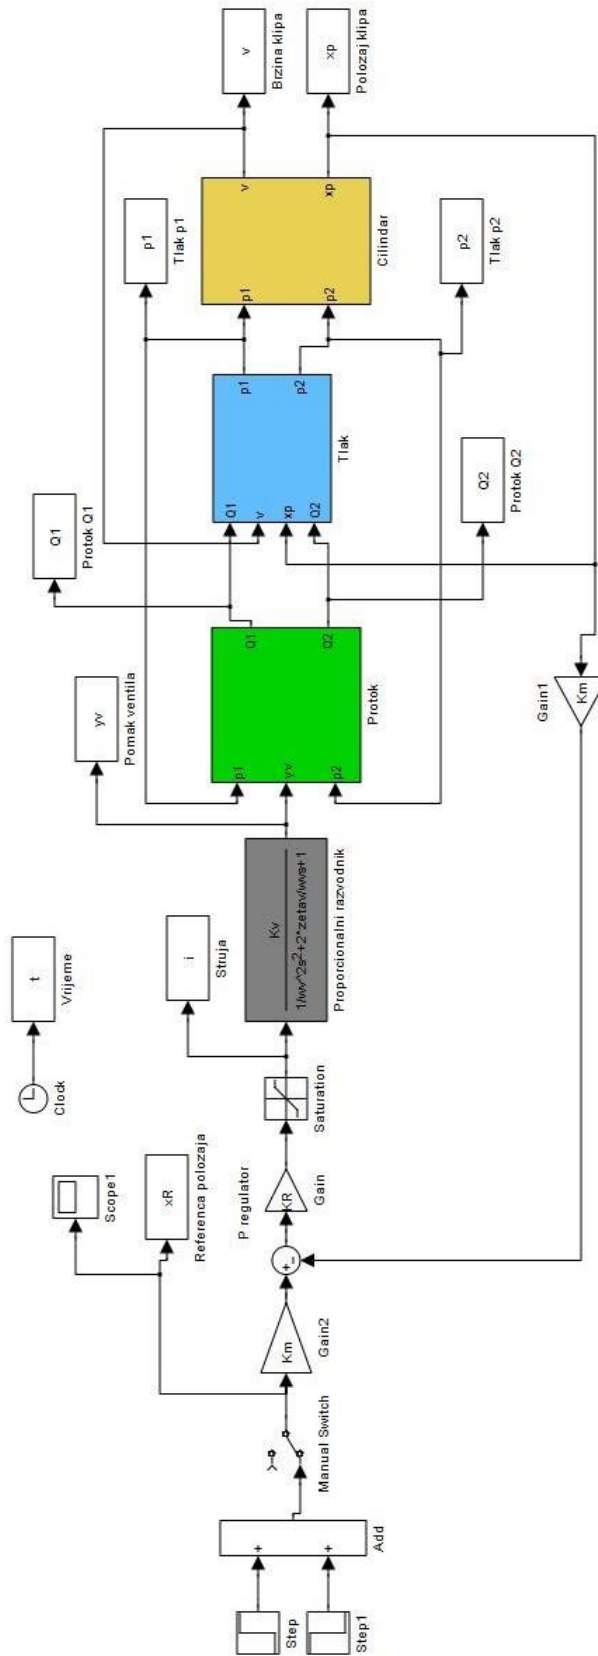 +
+
Step
Step1
Add
Manual Switch
Km
Gain2
Scope1
xR
Referenca polozaja
Clock
t
Vrijeme
+
-
P regulator
KR
Gain
Saturation
i
Struja
Kv
1/wv^2s²+2*zetav/wvs+1
Proporcionalni razvodnik
yv
Pomak ventila
p1
yv
p2
Q1
Q2
Protok
Q1
Protok Q1
Q2
Protok Q2
Q1
v
xp
Q2
p1
p2
Tlak
p1
Tlak p1
p2
Tlak p2
p1
p2
v
xp
Cilindar
v
Brzina klipa
xp
Polozaj klipa
Km
Gain1